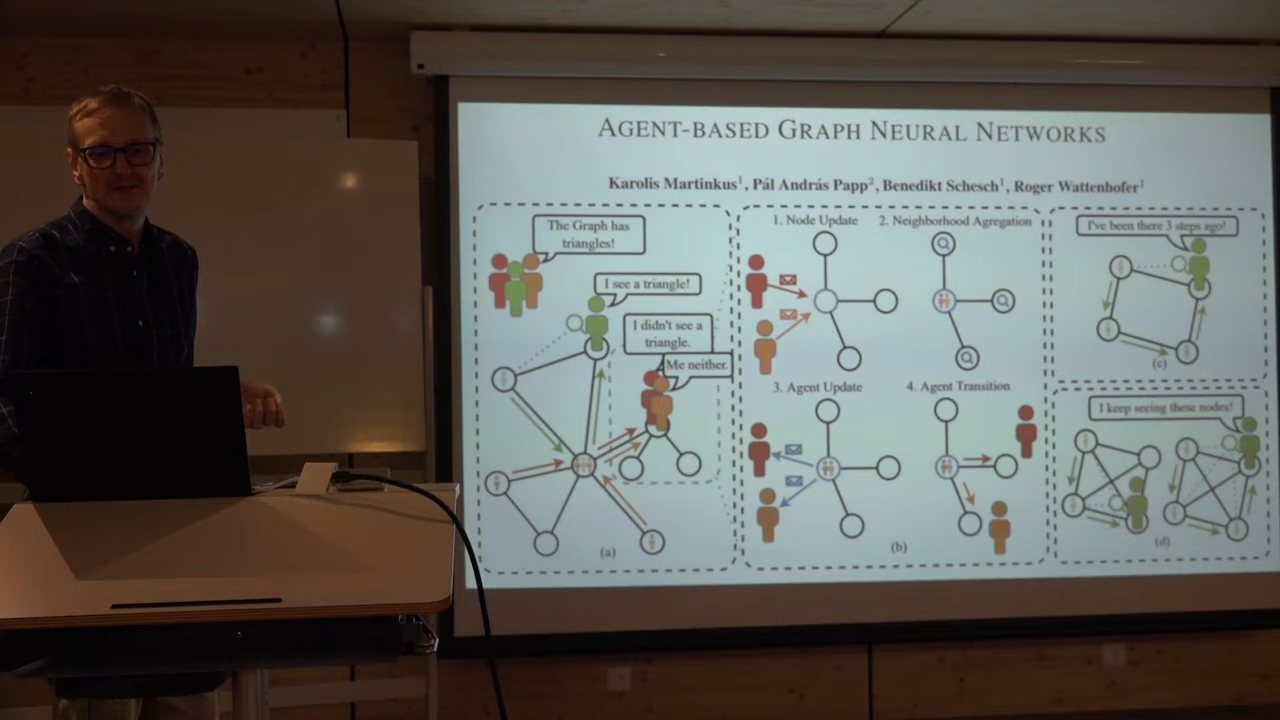 AGENT-BASED GRAPH NEURAL NETWORKS
Karolis Martinkus1, Pál András Papp2, Benedikt Schesch1, Roger Wattenhofer1
The Graph has
triangles!
I see a triangle!
I didn't see a
triangle.
Me neither.
(a)
1. Node Update
2. Neighborhood Agregation
3. Agent Update
4. Agent Transition
(b)
I've been there 3 steps ago!
(c)
I keep seeing these nodes!
(d)